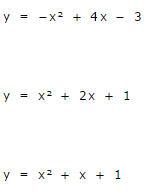 y = -x² + 4x - 3
y = x² + 2x + 1
y = x² + x + 1